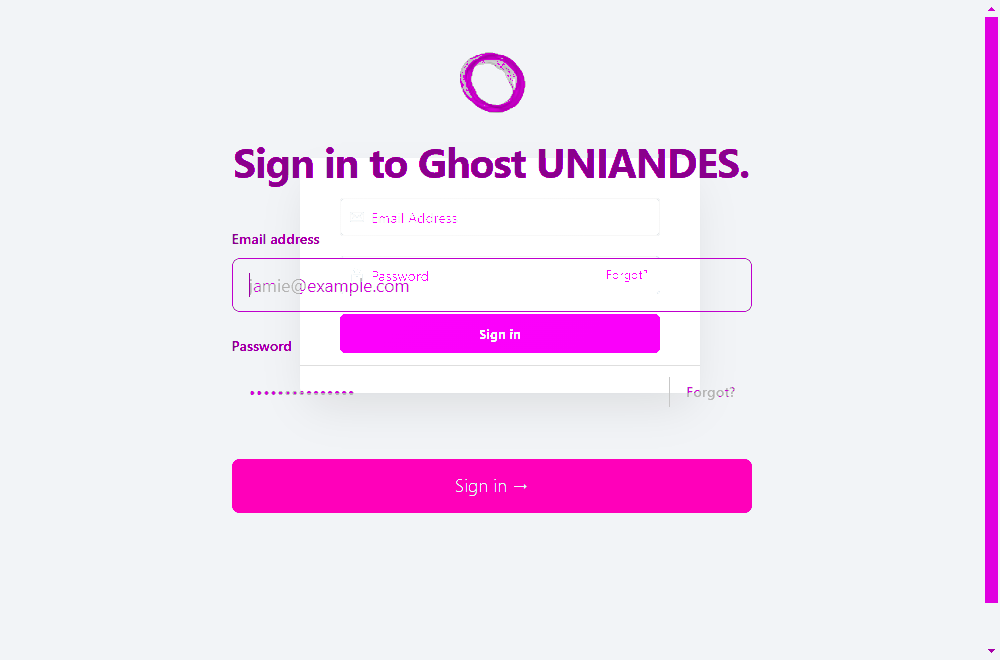 Sign in to Ghost UNIANDES.
Email Address
Email address
Password
Forgot?
jamie@example.com
Sign in
Password
Forgot?
Sign in →